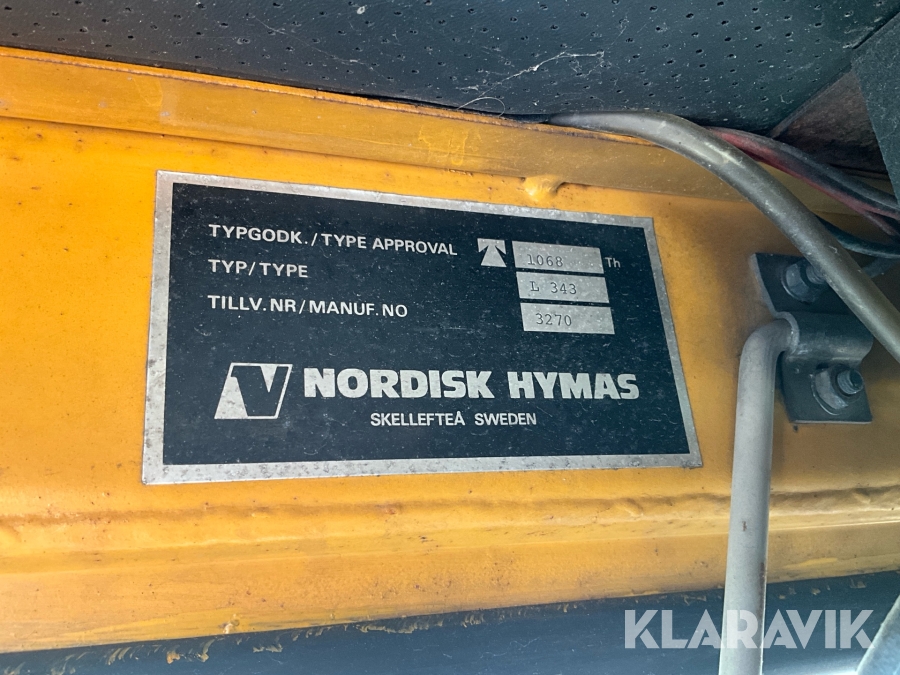 TYPGODK./TYPE APPROVAL 1068 Th
TYP/TYPE L 343
TILLV.NR/MANUF.NO 3270
NORDISK HYMAS
SKELLEFTEÅ SWEDEN
KLARAVIK